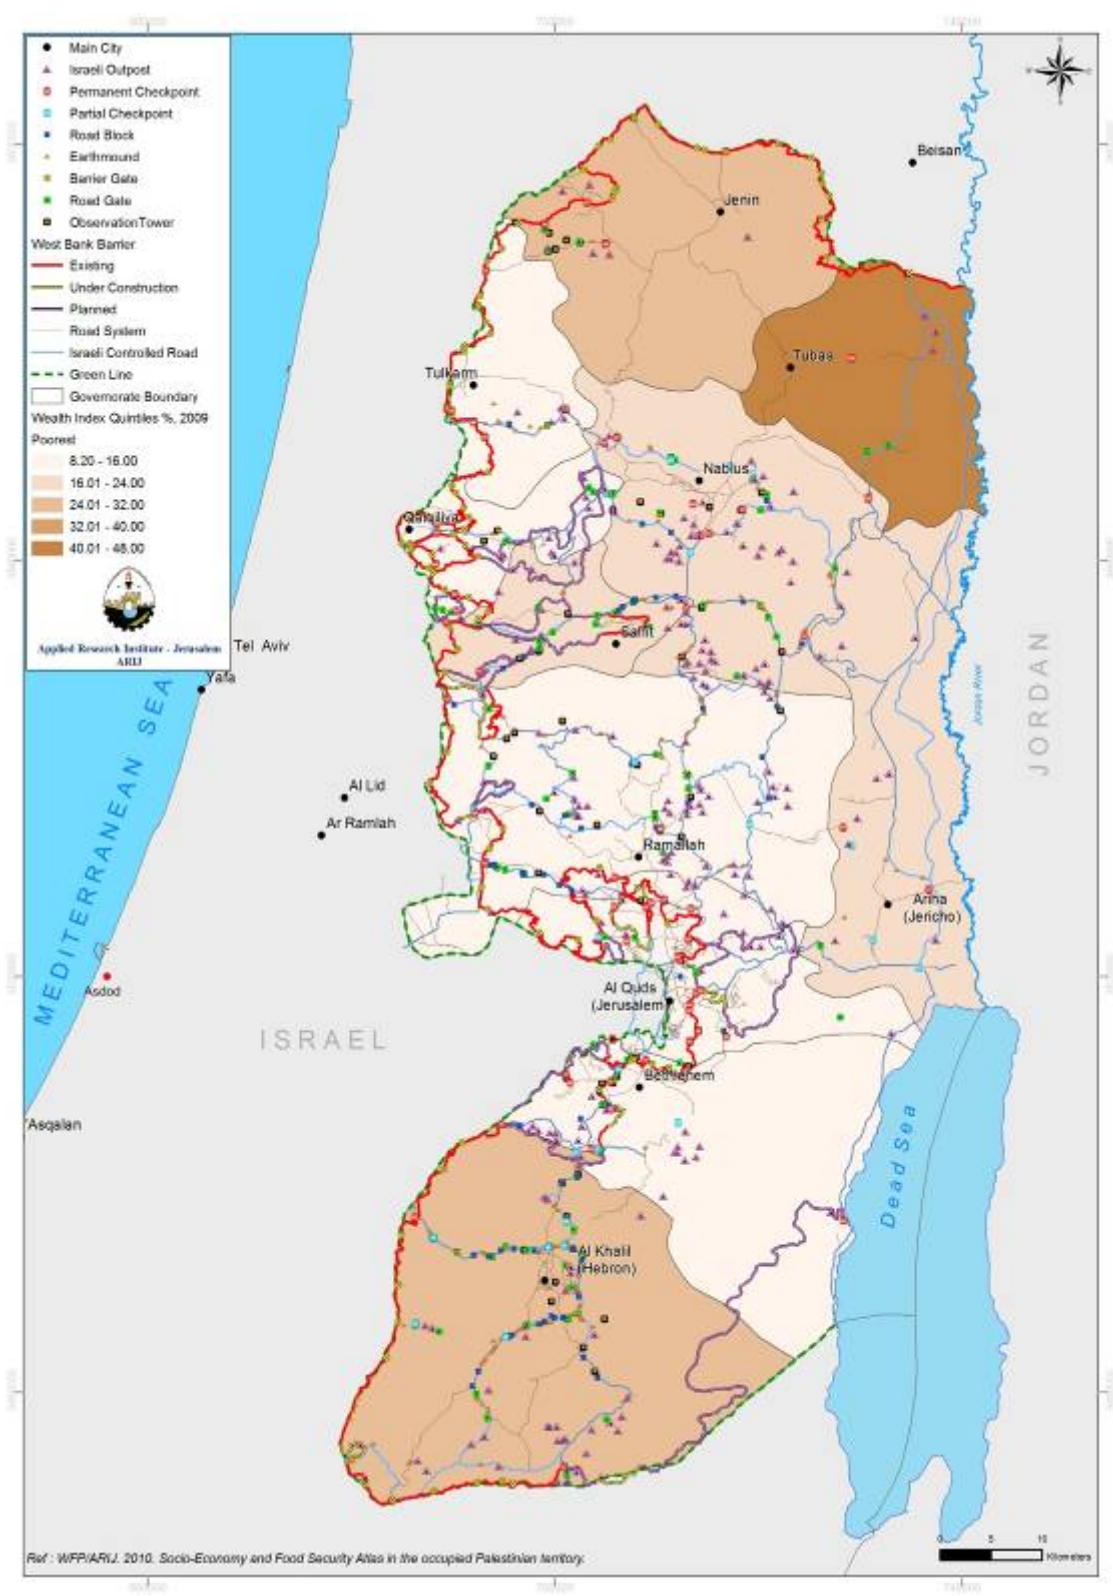 Main City
Israeli Outpost
Permanent Checkpoint
Partial Checkpoint
Road Block
Earthmound
Barrier Gate
Road Gate
ObservationTower
West Bank Barrier
Existing
Under Construction
Planned
Road System
Israeli Controlled Road
Green Line
Governorate Boundary
Wealth Index Quintiles %, 2009
Poorest
8.20 - 16.00
16.01 - 24.00
24.01 - 32.00
32.01 - 40.00
40.01 - 48.00
Applied Research Institute - Jerusalem
ARIJ
Beisan
Jenin
Tubas
Tulkarm
Nablus
Qalqiliya
Salfit
Tel Aviv
Yafa
MEDITERRANEAN SEA
JORDAN
Jordan River
Al Lid
Ar Ramlah
Ramallah
Ariha
(Jericho)
Asdod
Al Quds
(Jerusalem)
ISRAEL
Bethlehem
'Asqalan
Dead Sea
Al Khalil
(Hebron)
0 5 10
Kilometers
Ref : WFP/ARIJ. 2010. Socio-Economy and Food Security Atlas in the occupied Palestinian territory.